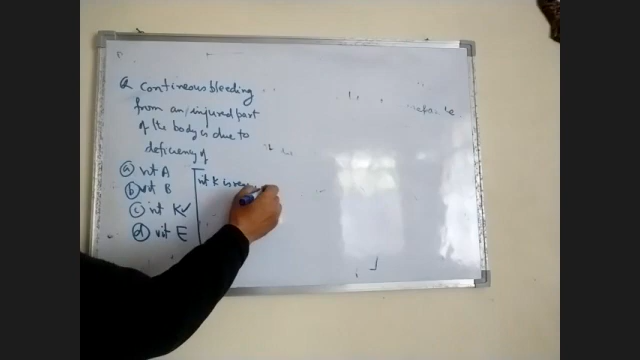 Q continuous bleeding
from an injured part
of the body is due to
deficiency of
(a) vit A
(b) vit B
(c) vit K ✓
(d) vit E
vit K is req